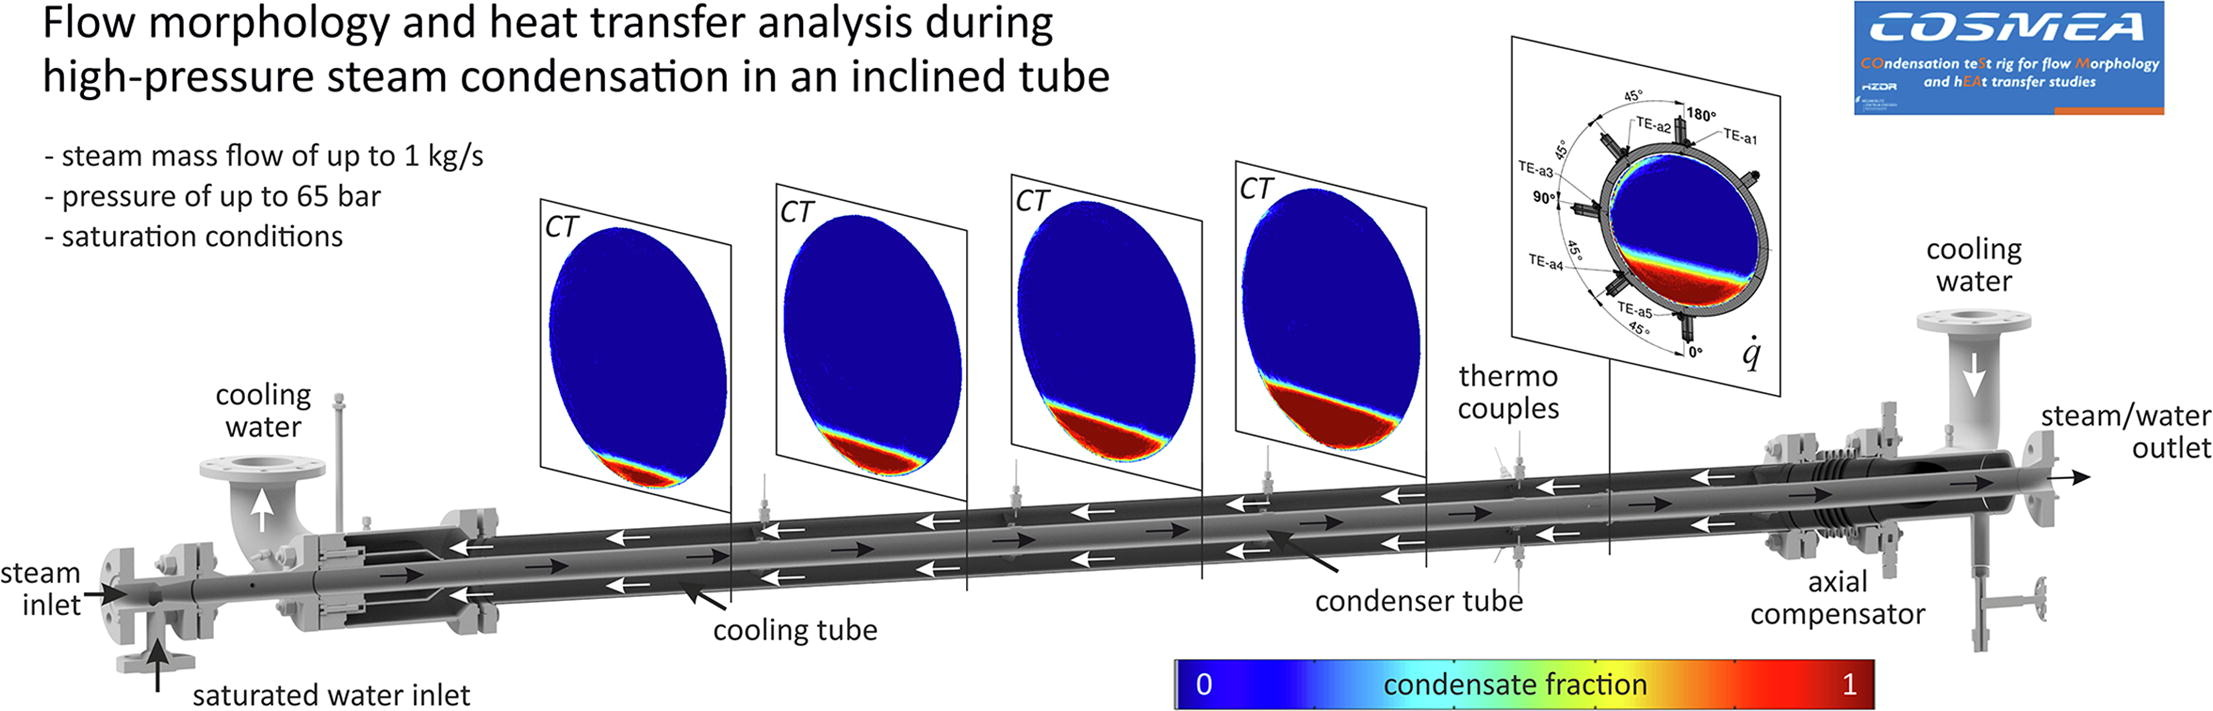 Flow morphology and heat transfer analysis during
high-pressure steam condensation in an inclined tube
- steam mass flow of up to 1 kg/s
- pressure of up to 65 bar
- saturation conditions
COSMEA
COndensation teSt rig for flow Morphology
and hEAt transfer studies
HZDR
CT
CT
CT
CT
45°
180°
TE-a2
TE-a1
45°
TE-a3
90°
45°
TE-a4
TE-a5
45°
0°
q̇
cooling
water
cooling
water
thermo
couples
steam/water
outlet
steam
inlet
saturated water inlet
cooling tube
condenser tube
axial
compensator
0 condensate fraction 1